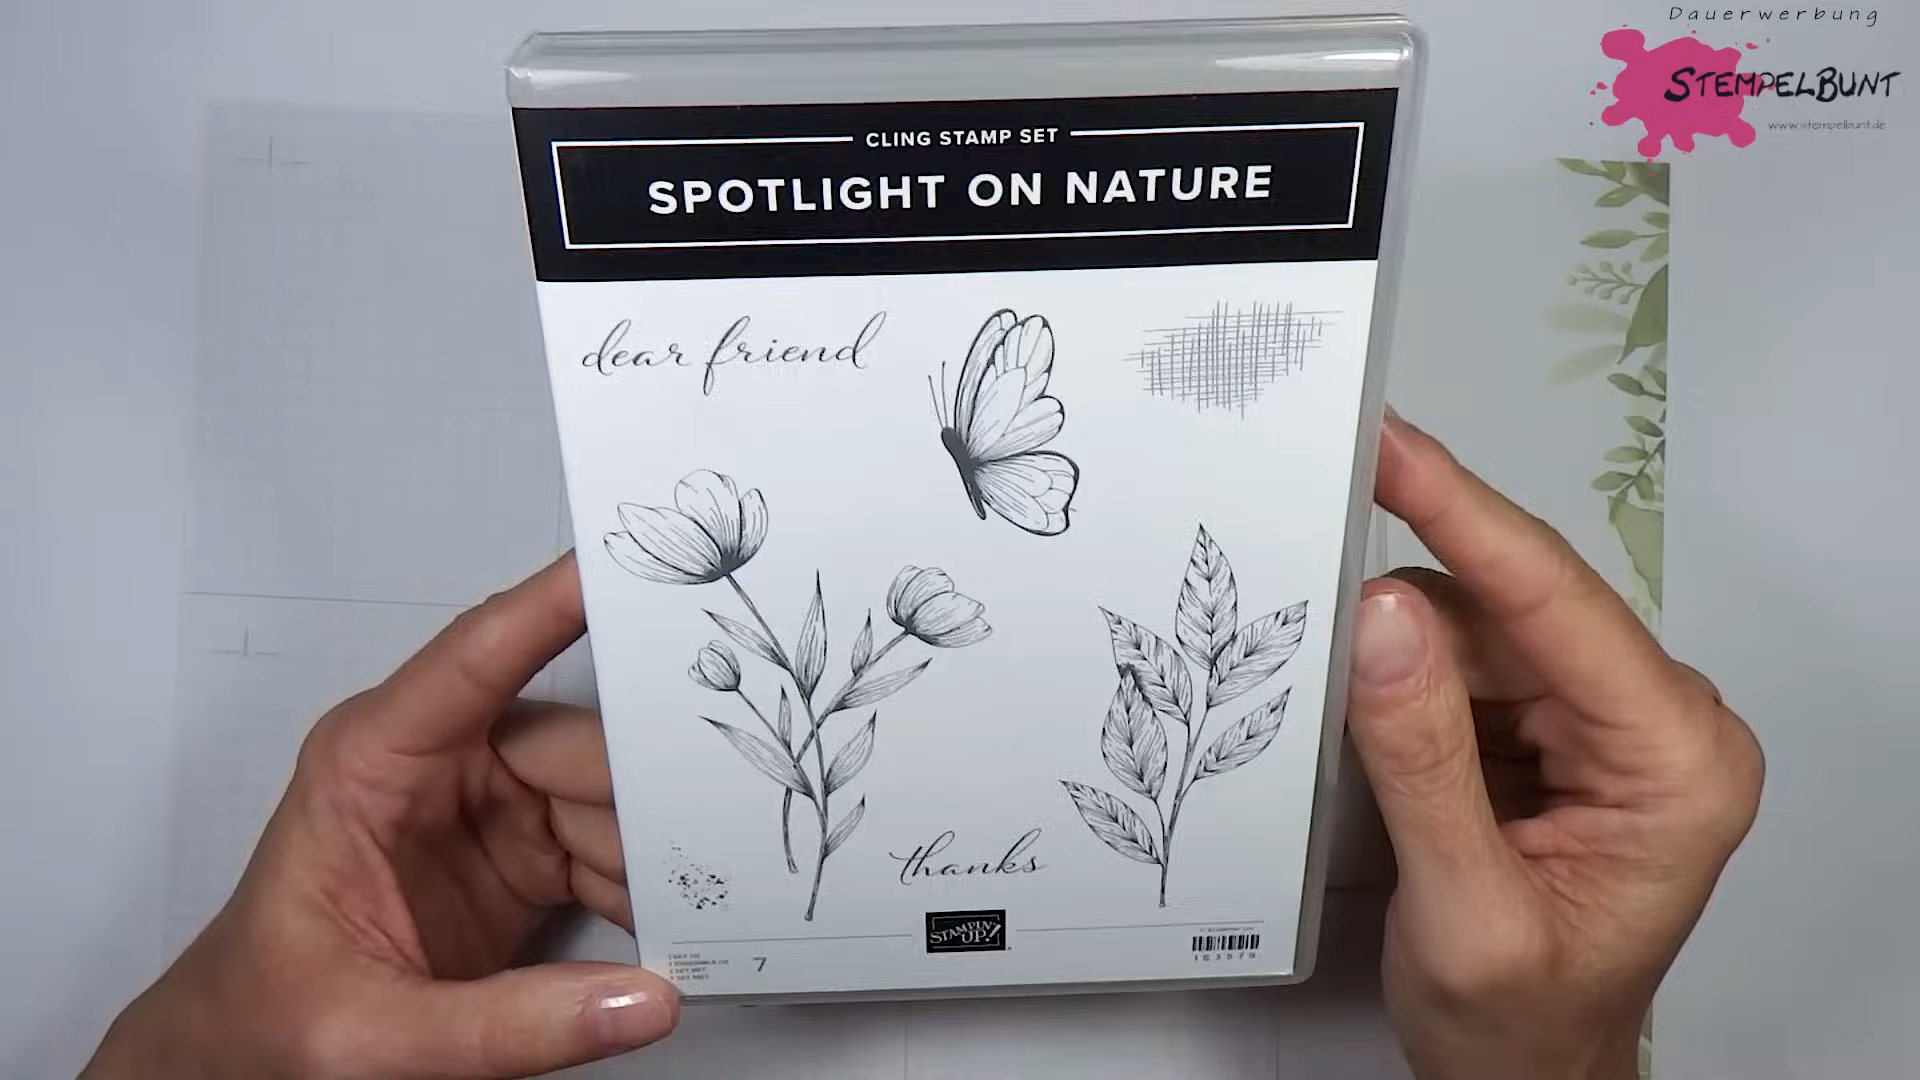 Dauerwerbung
STEMPELBUNT
www.stempelbunt.de
CLING STAMP SET
SPOTLIGHT ON NATURE
dear friend
thanks
STAMPIN' UP!
7